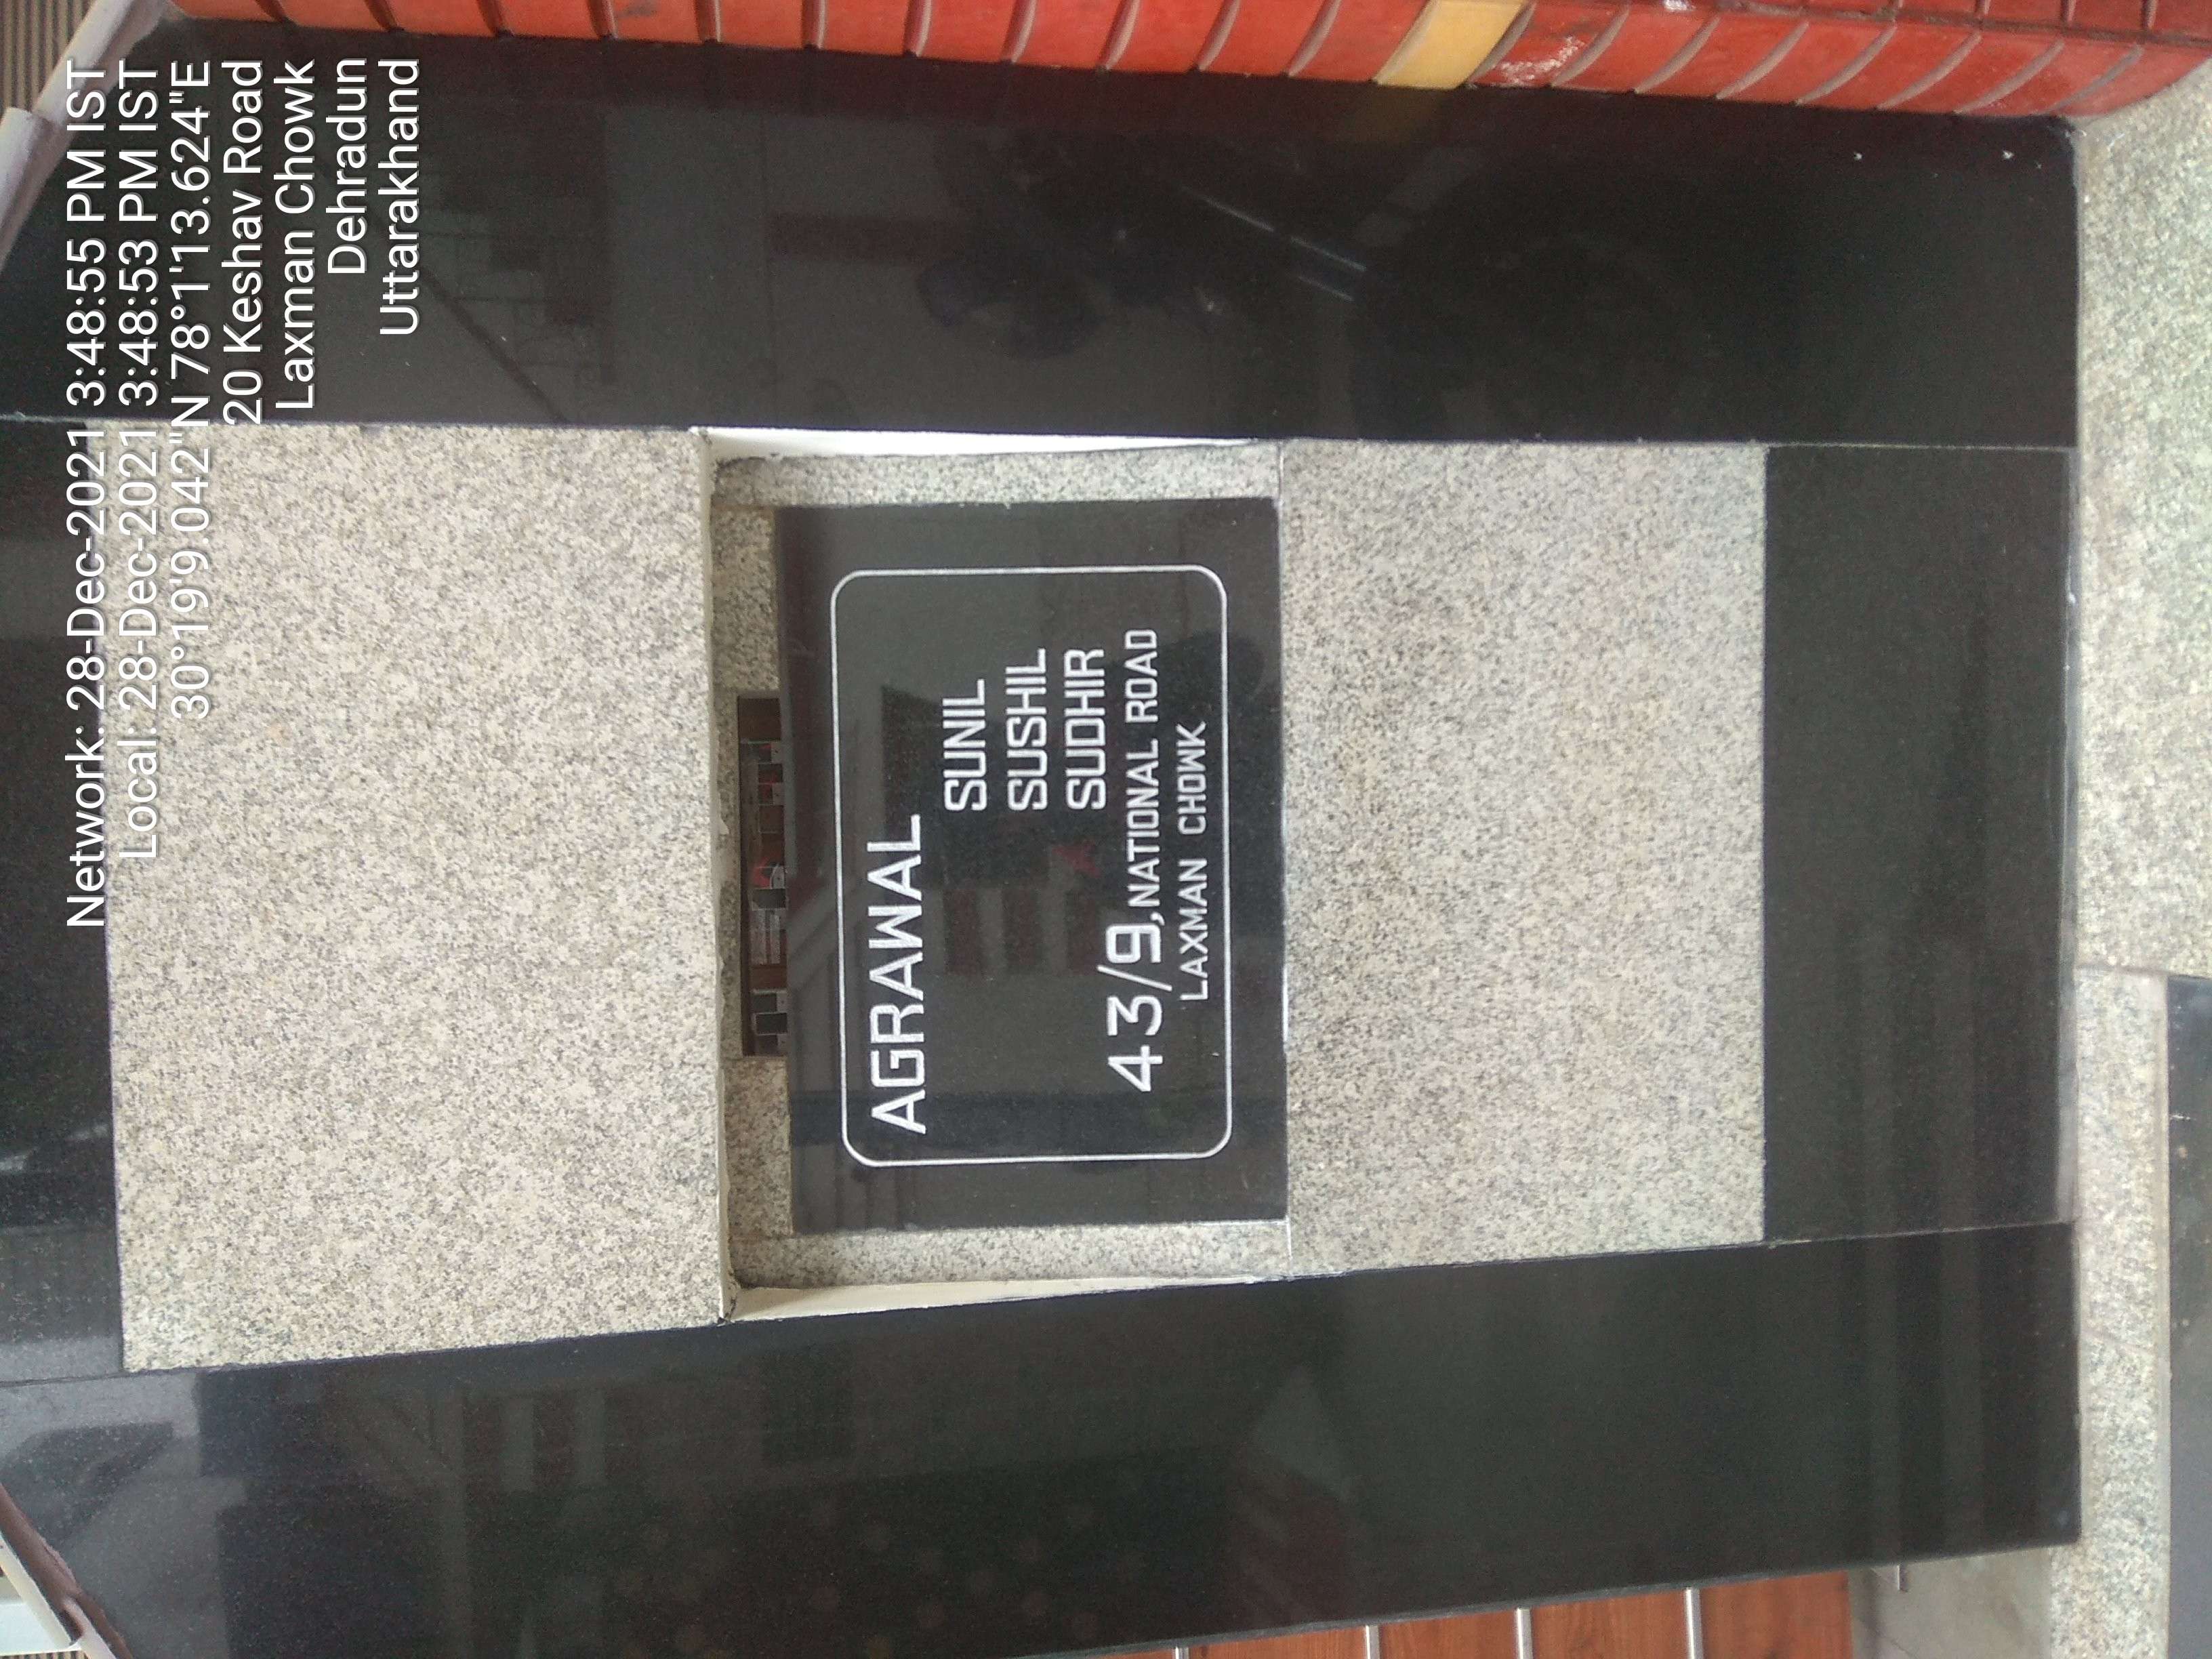 Network: 28-Dec-2021 3:48:55 PM IST
Local: 28-Dec-2021 3:48:53 PM IST
30°19'9.042"N 78°1'13.624"E
20 Keshav Road
Laxman Chowk
Dehradun
Uttarakhand
AGRAWAL
SUNIL
SUSHIL
SUDHIR
43/9,NATIONAL ROAD
LAXMAN CHOWK